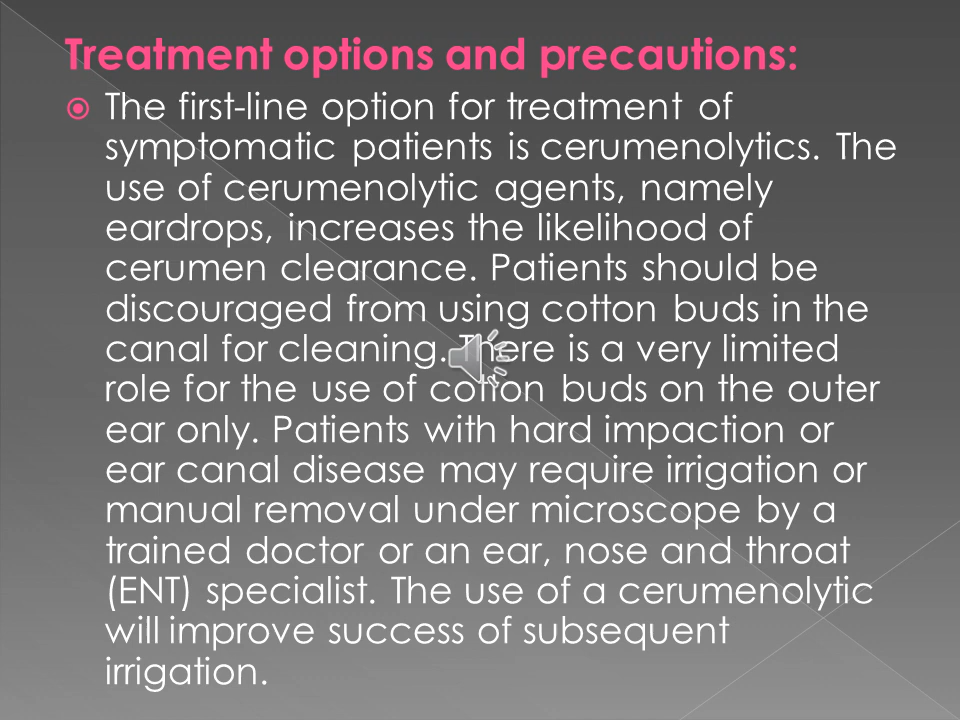 Treatment options and precautions:
The first-line option for treatment of
symptomatic patients is cerumenolytics. The
use of cerumenolytic agents, namely
eardrops, increases the likelihood of
cerumen clearance. Patients should be
discouraged from using cotton buds in the
canal for cleaning. There is a very limited
role for the use of cotton buds on the outer
ear only. Patients with hard impaction or
ear canal disease may require irrigation or
manual removal under microscope by a
trained doctor or an ear, nose and throat
(ENT) specialist. The use of a cerumenolytic
will improve success of subsequent
irrigation.